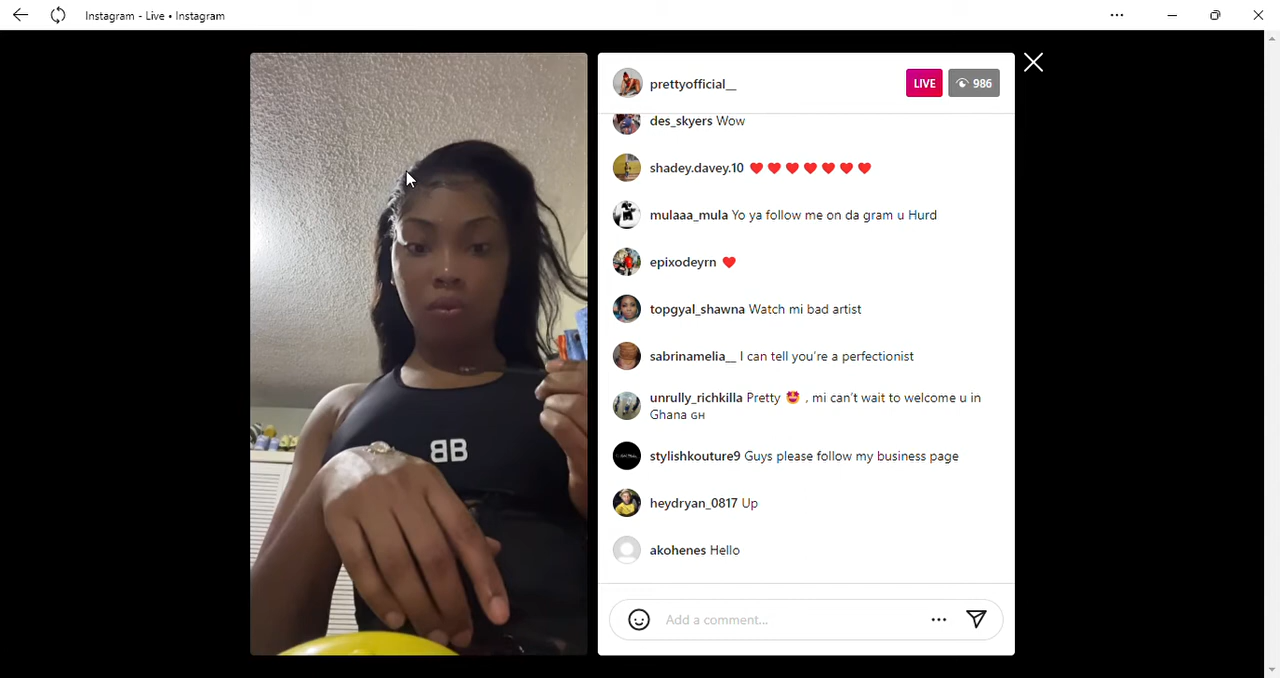 Instagram - Live • Instagram
prettyofficial__
LIVE
986
des_skyers Wow
shadey.davey.10 ❤️ ❤️ ❤️ ❤️ ❤️ ❤️ ❤️
mulaaa_mula Yo ya follow me on da gram u Hurd
epixodeyrn ❤️
topgyal_shawna Watch mi bad artist
sabrinamelia__ I can tell you're a perfectionist
unrully_richkilla Pretty 🤩 , mi can't wait to welcome u in
Ghana GH
stylishkouture9 Guys please follow my business page
heydryan_0817 Up
akohenes Hello
Add a comment...
BB